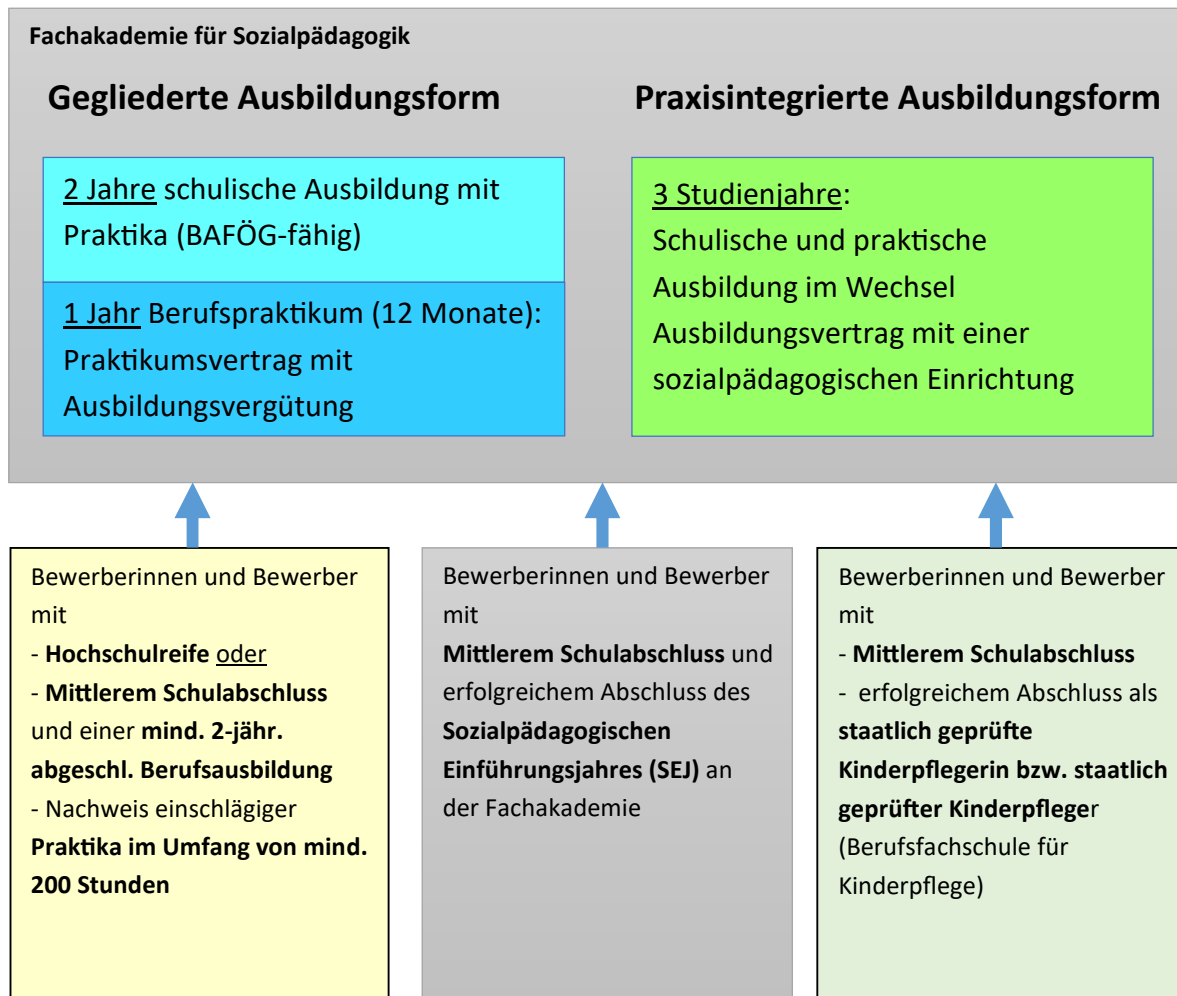 Fachakademie für Sozialpädagogik
Gegliederte Ausbildungsform
2 Jahre schulische Ausbildung mit
Praktika (BAFÖG-fähig)
1 Jahr Berufspraktikum (12 Monate):
Praktikumsvertrag mit
Ausbildungsvergütung
Praxisintegrierte Ausbildungsform
3 Studienjahre:
Schulische und praktische
Ausbildung im Wechsel
Ausbildungsvertrag mit einer
sozialpädagogischen Einrichtung
Bewerberinnen und Bewerber
mit
- Hochschulreife oder
- Mittlerem Schulabschluss
und einer mind. 2-jähr.
abgeschl. Berufsausbildung
- Nachweis einschlägiger
Praktika im Umfang von mind.
200 Stunden
Bewerberinnen und Bewerber
mit
Mittlerem Schulabschluss und
erfolgreichem Abschluss des
Sozialpädagogischen
Einführungsjahres (SEJ) an
der Fachakademie
Bewerberinnen und Bewerber
mit
- Mittlerem Schulabschluss
- erfolgreichem Abschluss als
staatlich geprüfte
Kinderpflegerin bzw. staatlich
geprüfter Kinderpfleger
(Berufsfachschule für
Kinderpflege)